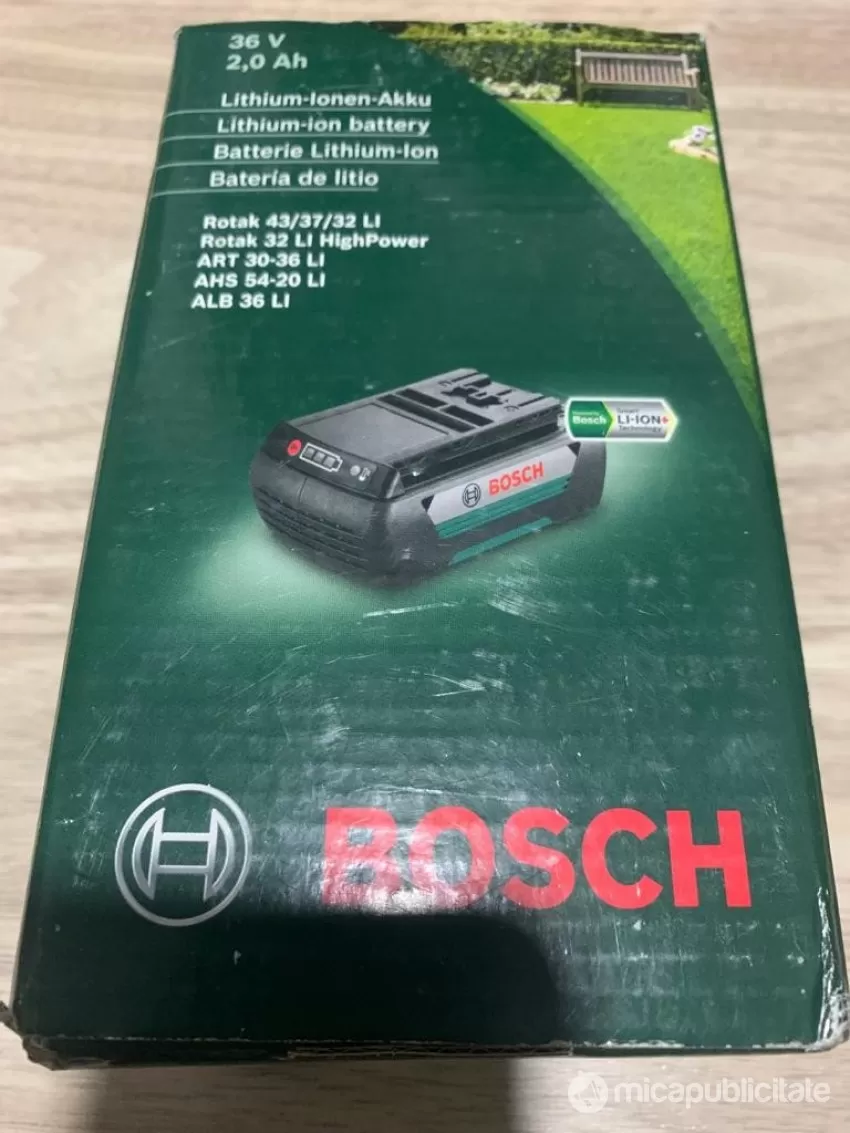 36 V
2,0 Ah
Lithium-Ionen-Akku
Lithium-ion battery
Batterie Lithium-Ion
Batería de litio
Rotak 43/37/32 LI
Rotak 32 LI HighPower
ART 30-36 LI
AHS 54-20 LI
ALB 36 LI
Bosch
LI-ION+
Technology
BOSCH
BOSCH
micapublicitate